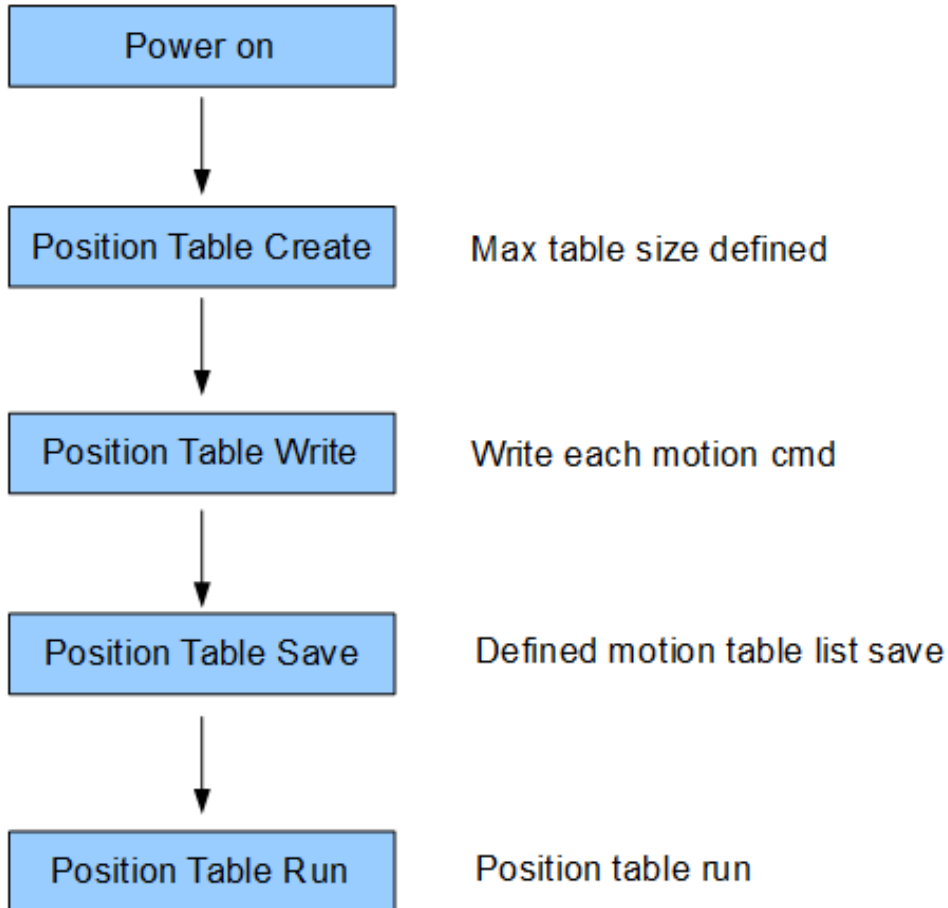 Power on
Position Table Create
Max table size defined
Position Table Write
Write each motion cmd
Position Table Save
Defined motion table list save
Position Table Run
Position table run